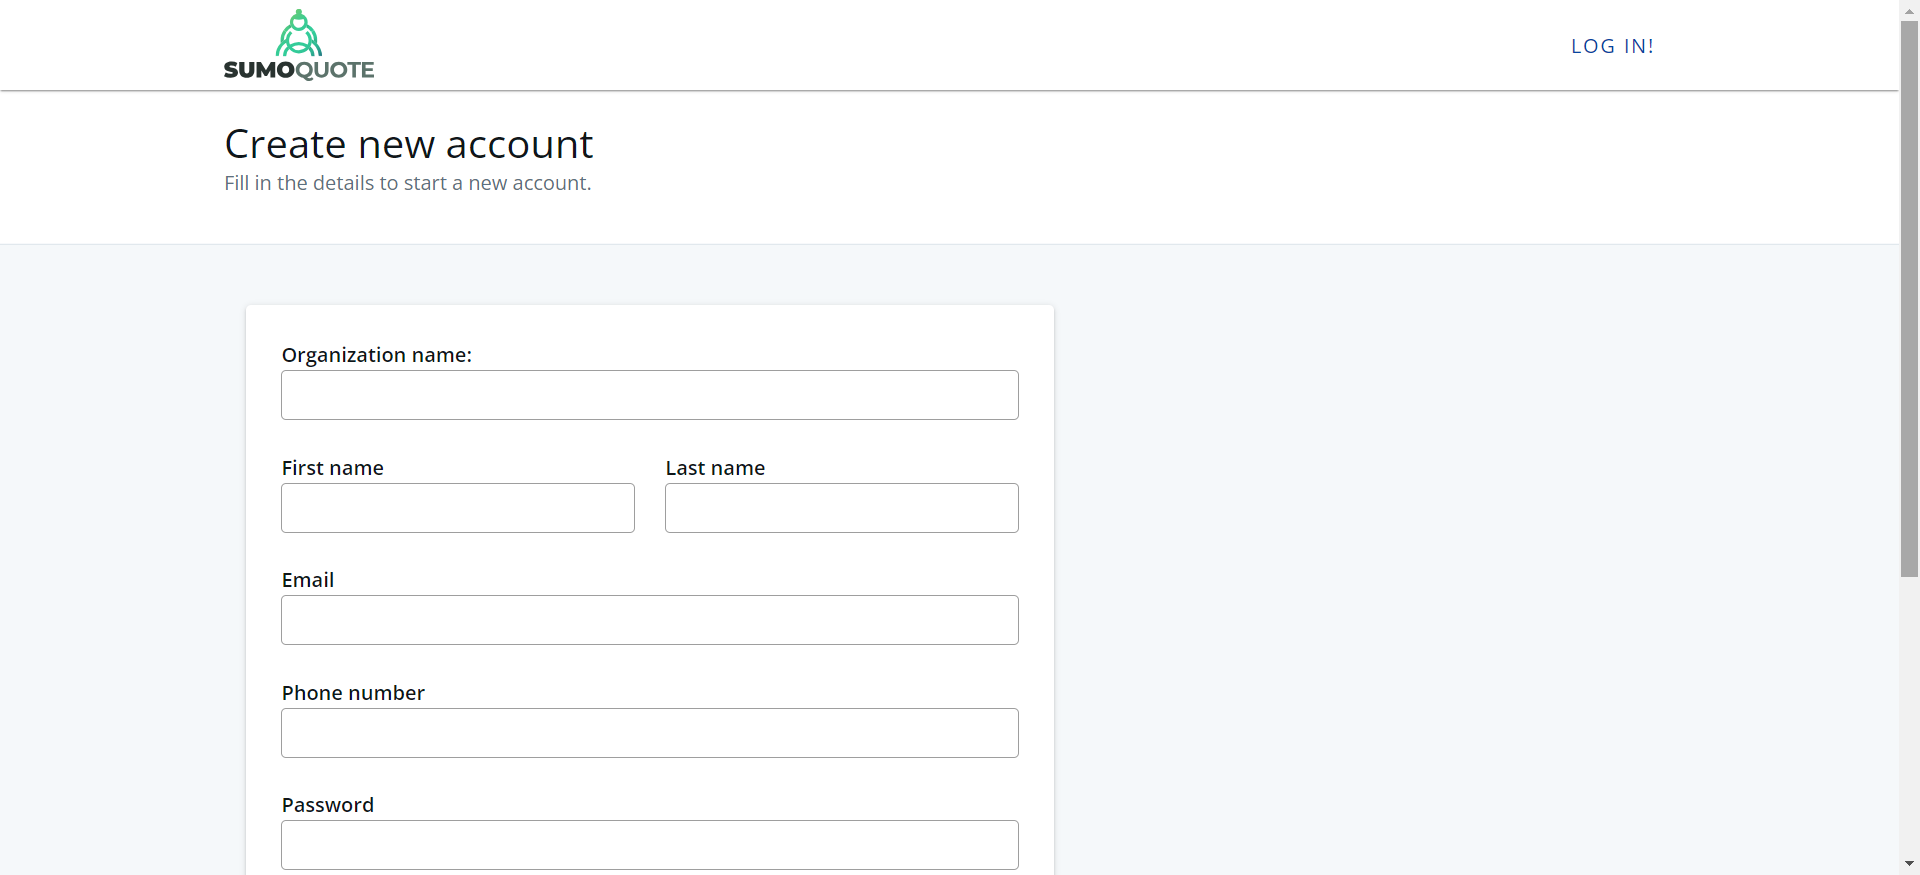 SUMOQUOTE
LOG IN!
Create new account
Fill in the details to start a new account.
Organization name:
First name
Last name
Email
Phone number
Password